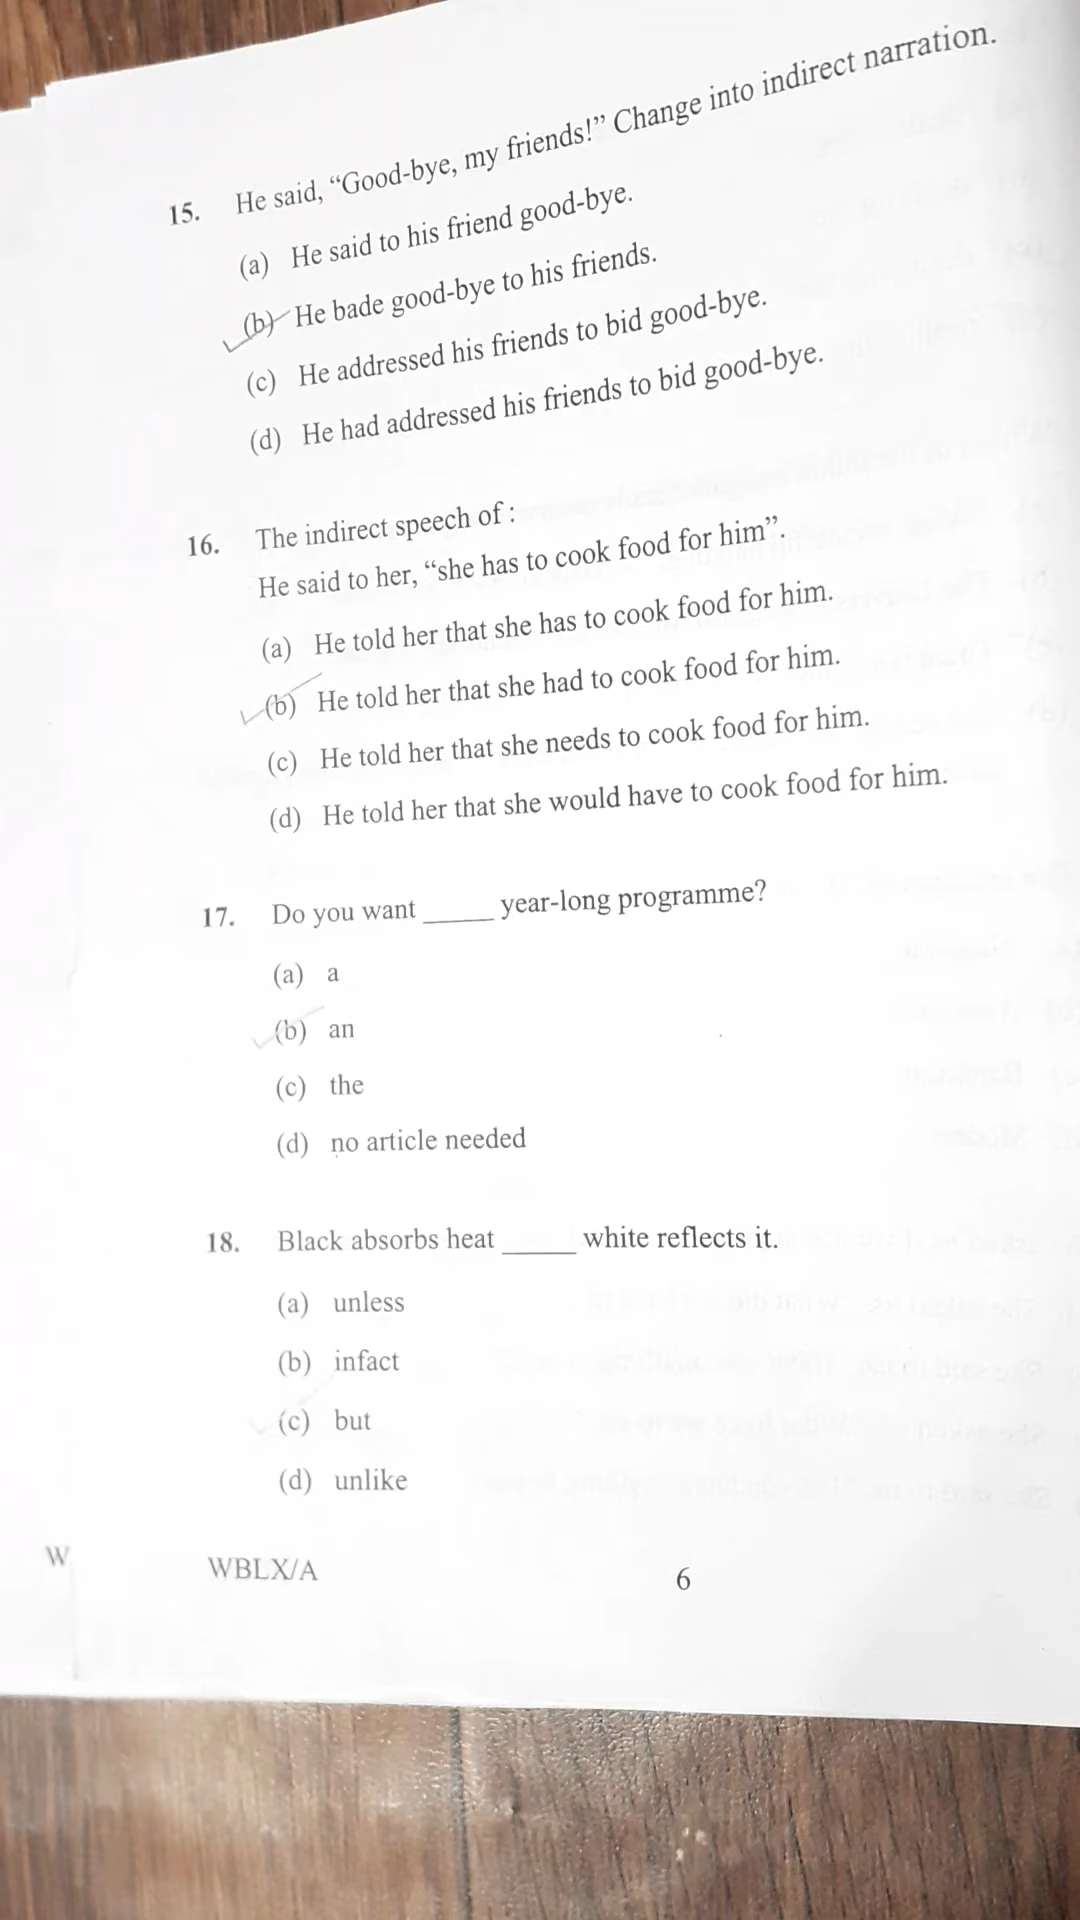 15. He said, “Good-bye, my friends!” Change into indirect narration.
(a) He said to his friend good-bye.
(b) He bade good-bye to his friends.
(c) He addressed his friends to bid good-bye.
(d) He had addressed his friends to bid good-bye.
16. The indirect speech of :
He said to her, “she has to cook food for him”.
(a) He told her that she has to cook food for him.
(b) He told her that she had to cook food for him.
(c) He told her that she needs to cook food for him.
(d) He told her that she would have to cook food for him.
17. Do you want _____ year-long programme?
(a) a
(b) an
(c) the
(d) no article needed
18. Black absorbs heat _____ white reflects it.
(a) unless
(b) infact
(c) but
(d) unlike
W
WBLX/A 6